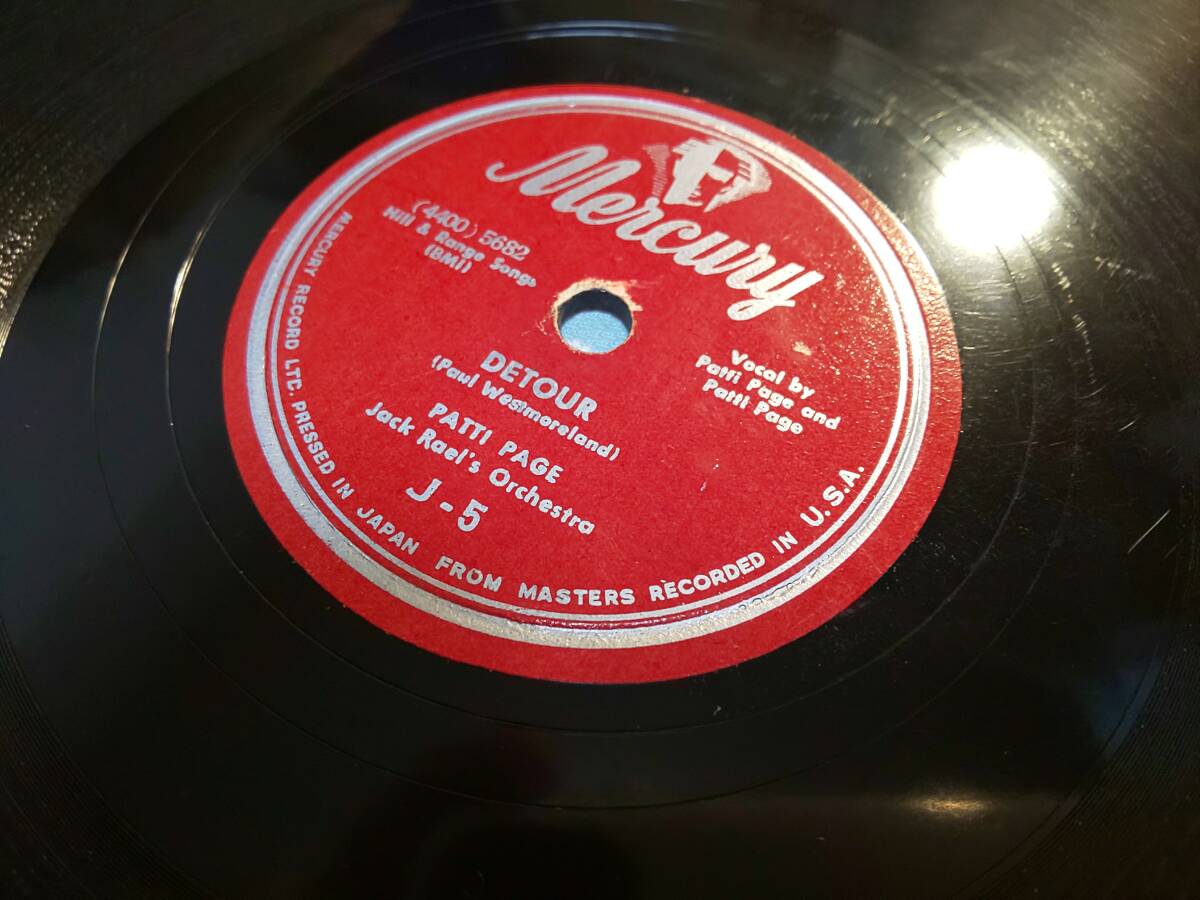 Mercury
(4400) 5682
Hill & Range Songs
(BMI)
Vocal by
Patti Page and
Patti Page
DETOUR
(Paul Westmoreland)
PATTI PAGE
Jack Rael's Orchestra
J-5
MERCURY RECORD LTC. PRESSED IN JAPAN FROM MASTERS RECORDED IN U.S.A.